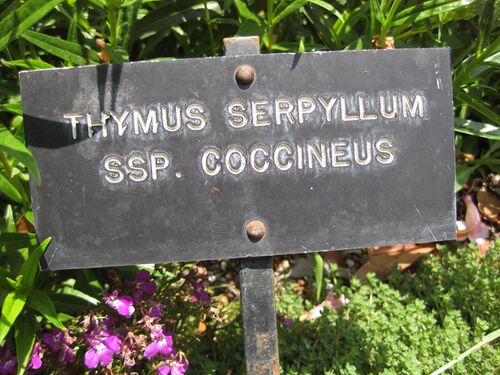 THYMUS SERPYLLUM
SSP. COCCINEUS